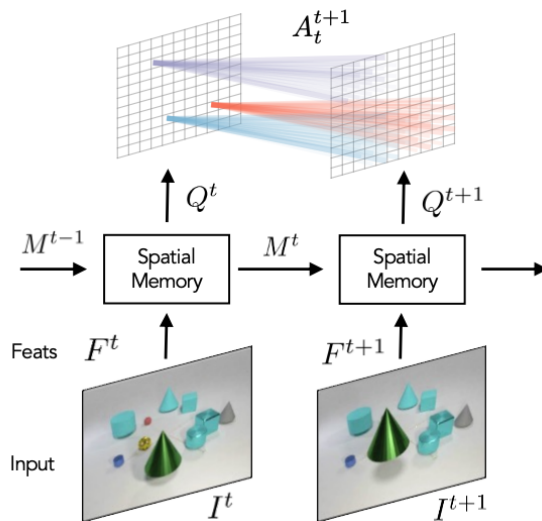 A_t^{t+1}
Q^t
Q^{t+1}
M^{t-1}
Spatial
Memory
M^t
Spatial
Memory
Feats
F^t
F^{t+1}
Input
I^t
I^{t+1}